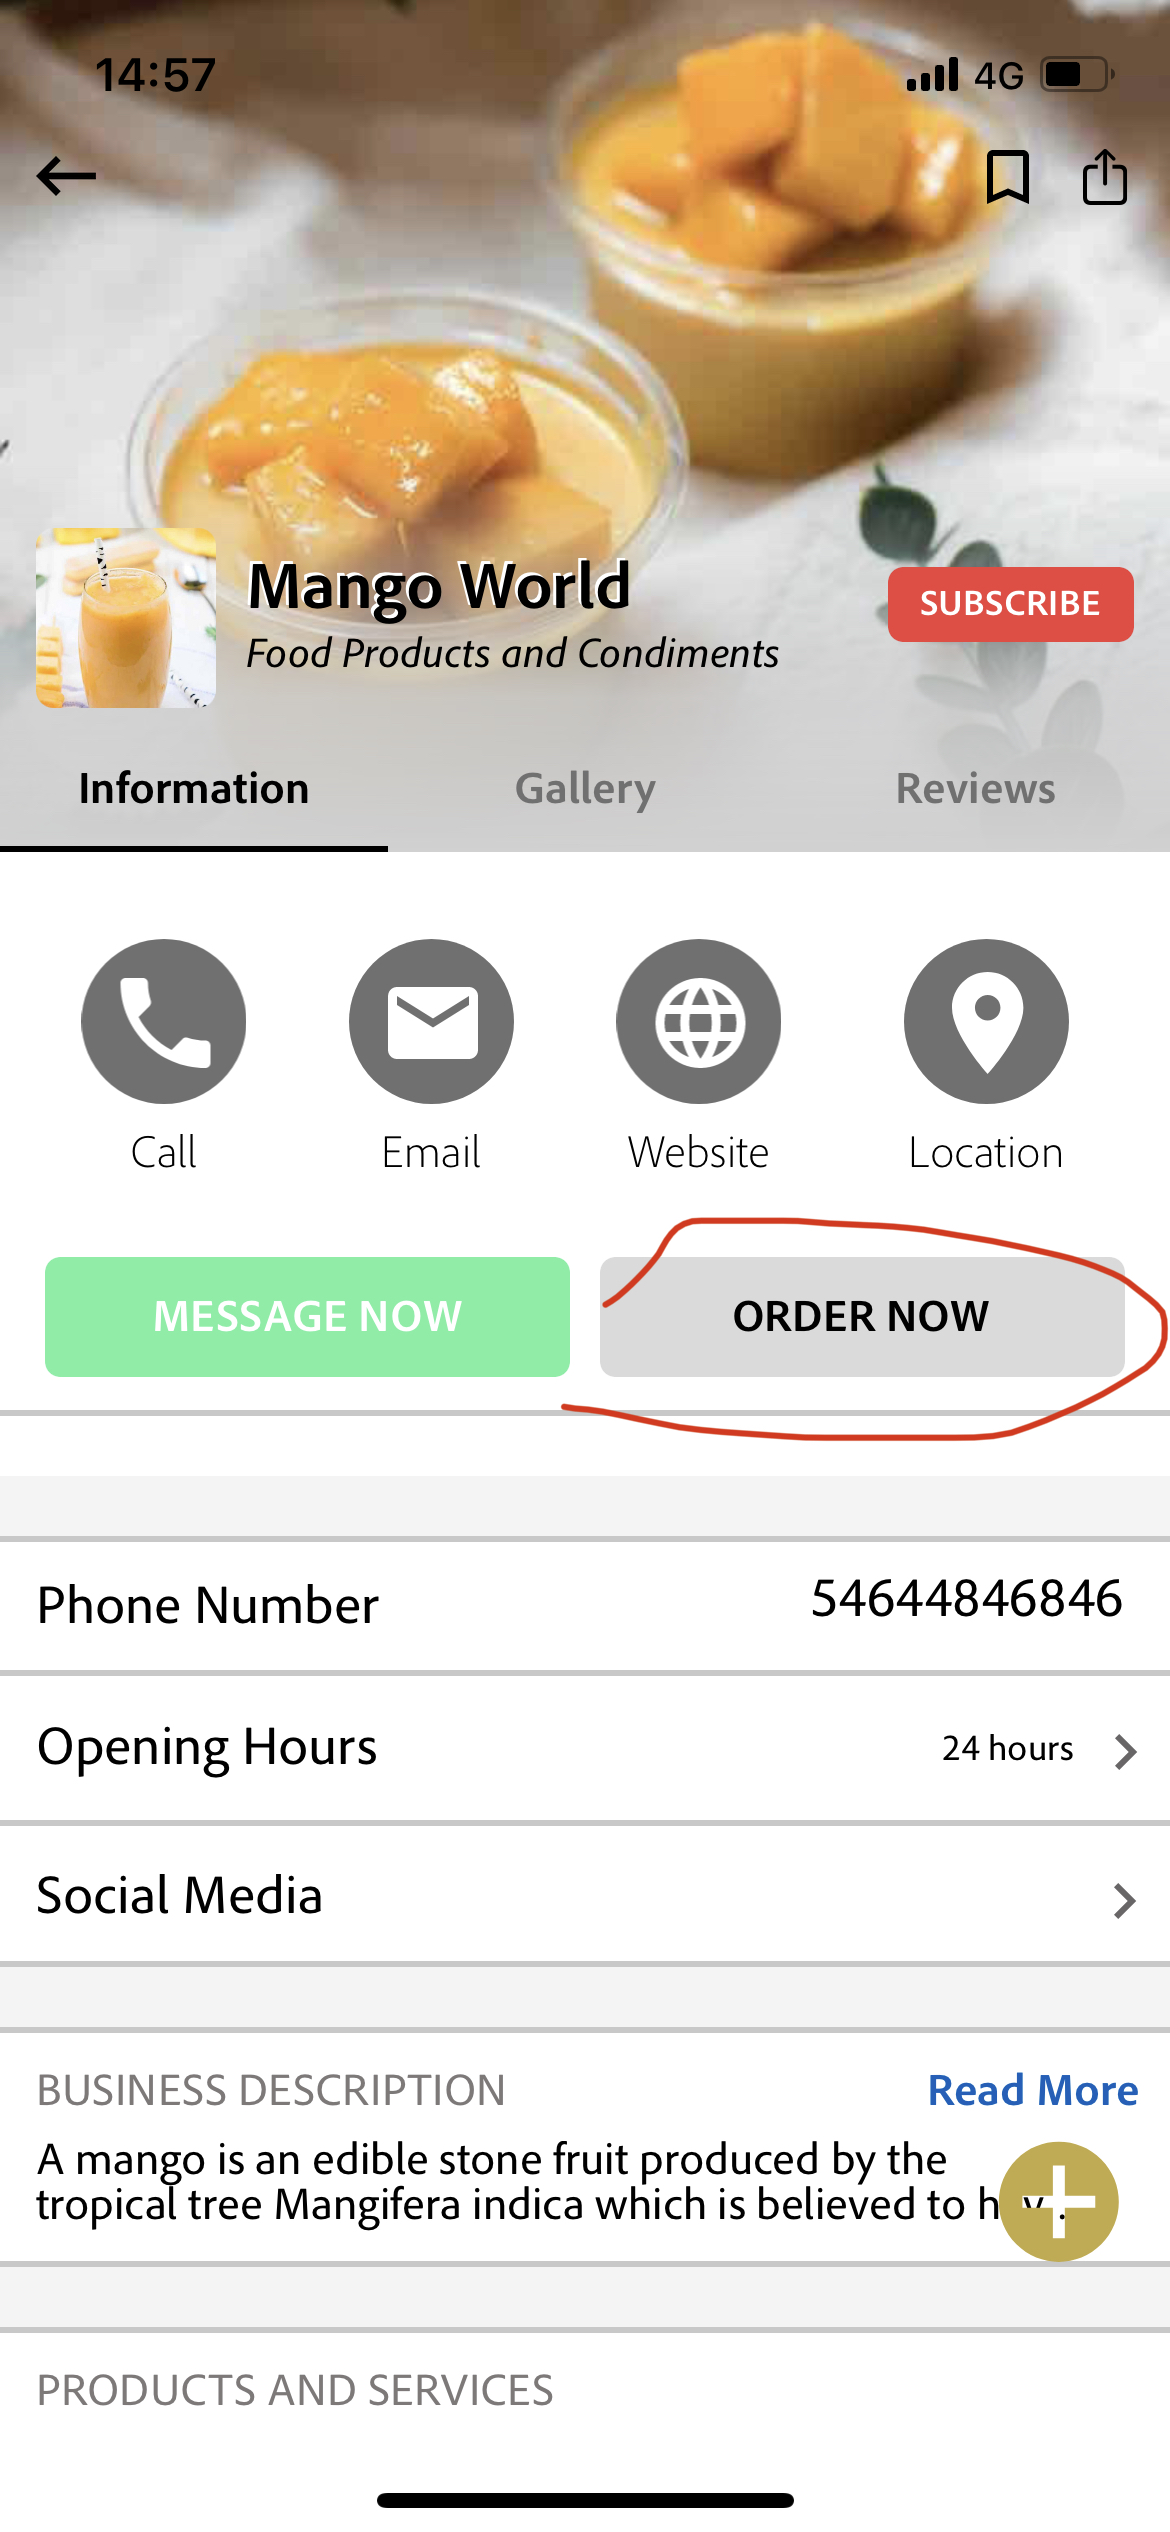 14:57
4G
Mango World
Food Products and Condiments
SUBSCRIBE
Information
Gallery
Reviews
Call
Email
Website
Location
MESSAGE NOW
ORDER NOW
Phone Number
54644846846
Opening Hours
24 hours
Social Media
BUSINESS DESCRIPTION
Read More
A mango is an edible stone fruit produced by the
tropical tree Mangifera indica which is believed to
PRODUCTS AND SERVICES